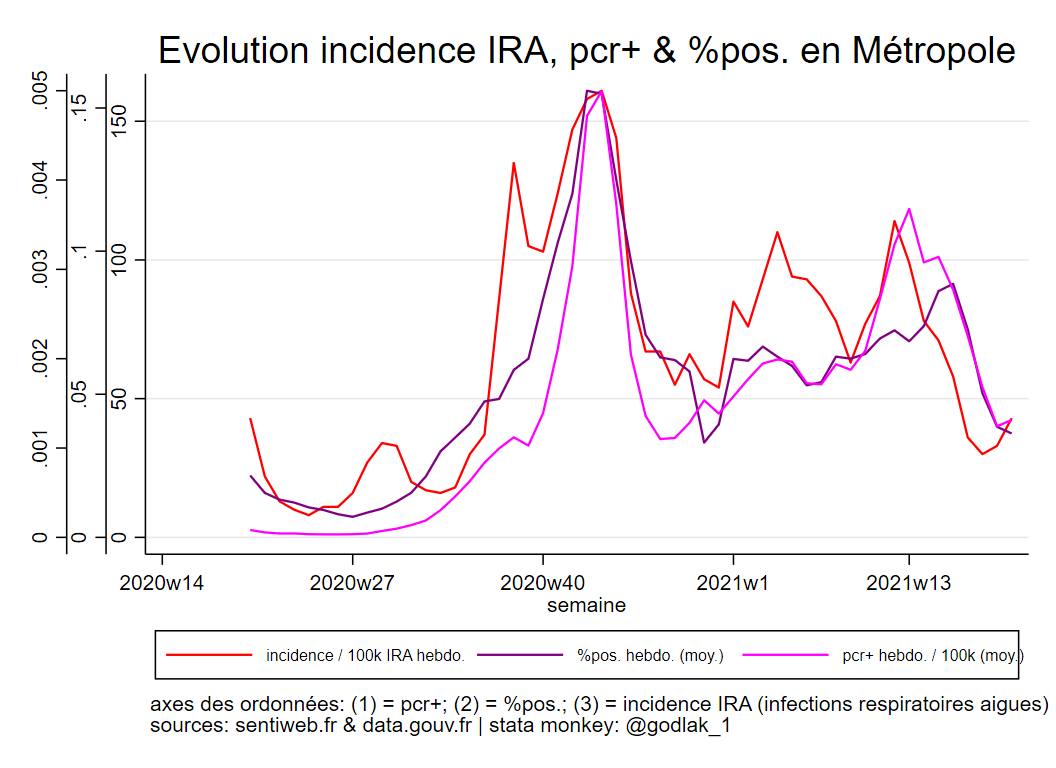 Evolution incidence IRA, pcr+ & %pos. en Métropole
.005
.004
.003
.002
.001
0
.15
.1
.05
0
150
100
50
0
2020w14 2020w27 2020w40 2021w1 2021w13
semaine
incidence / 100k IRA hebdo. %pos. hebdo. (moy.) pcr+ hebdo. / 100k (moy.)
axes des ordonnées: (1) = pcr+; (2) = %pos.; (3) = incidence IRA (infections respiratoires aigues)
sources: sentiweb.fr & data.gouv.fr | stata monkey: @godlak_1